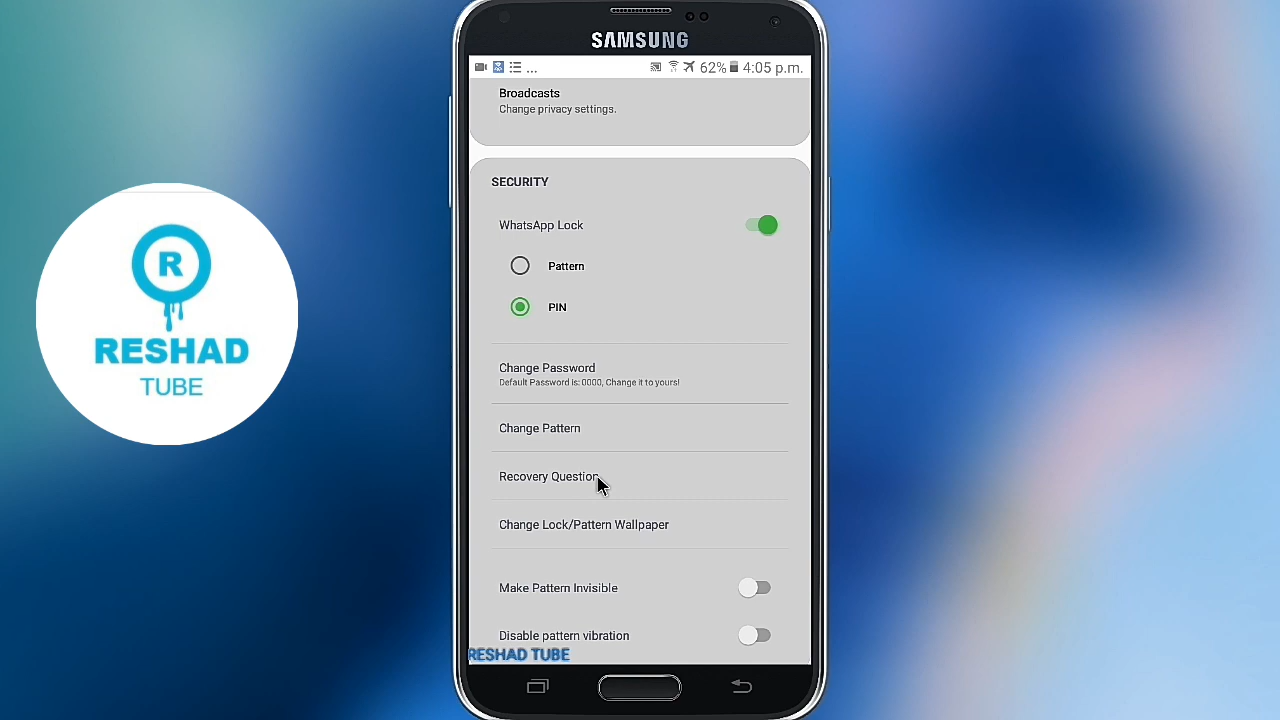 SAMSUNG
... 62% 4:05 p.m.
Broadcasts
Change privacy settings.
SECURITY
WhatsApp Lock
Pattern
PIN
Change Password
Default Password is: 0000, Change it to yours!
Change Pattern
Recovery Question
Change Lock/Pattern Wallpaper
Make Pattern Invisible
Disable pattern vibration
RESHAD TUBE
R
RESHAD
TUBE